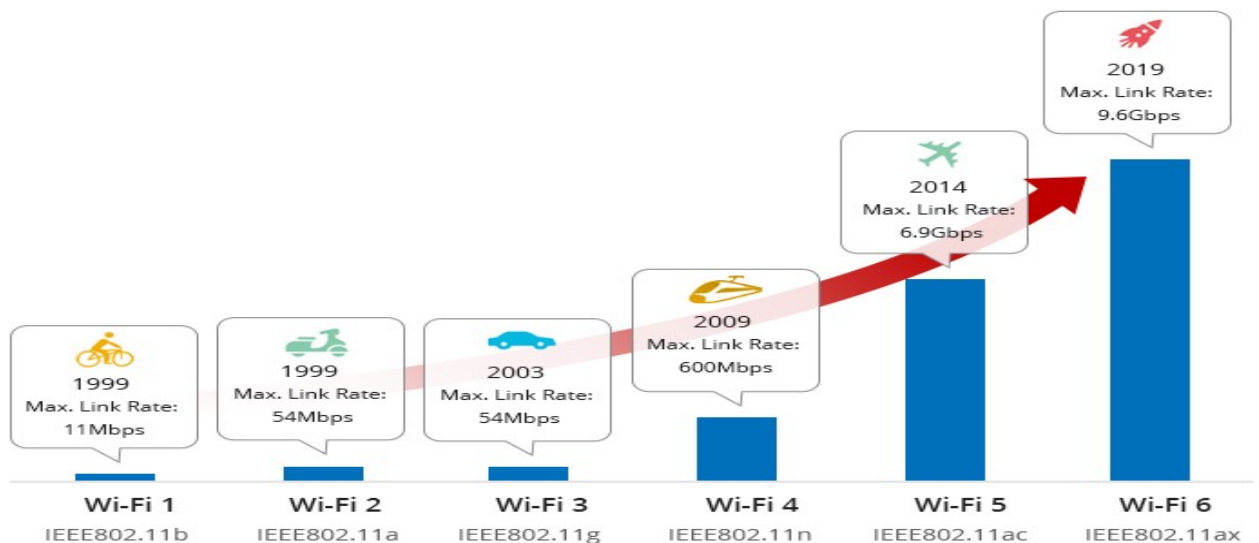 1999
Max. Link Rate:
11Mbps
1999
Max. Link Rate:
54Mbps
2003
Max. Link Rate:
54Mbps
2009
Max. Link Rate:
600Mbps
2014
Max. Link Rate:
6.9Gbps
2019
Max. Link Rate:
9.6Gbps
Wi-Fi 1
IEEE802.11b
Wi-Fi 2
IEEE802.11a
Wi-Fi 3
IEEE802.11g
Wi-Fi 4
IEEE802.11n
Wi-Fi 5
IEEE802.11ac
Wi-Fi 6
IEEE802.11ax